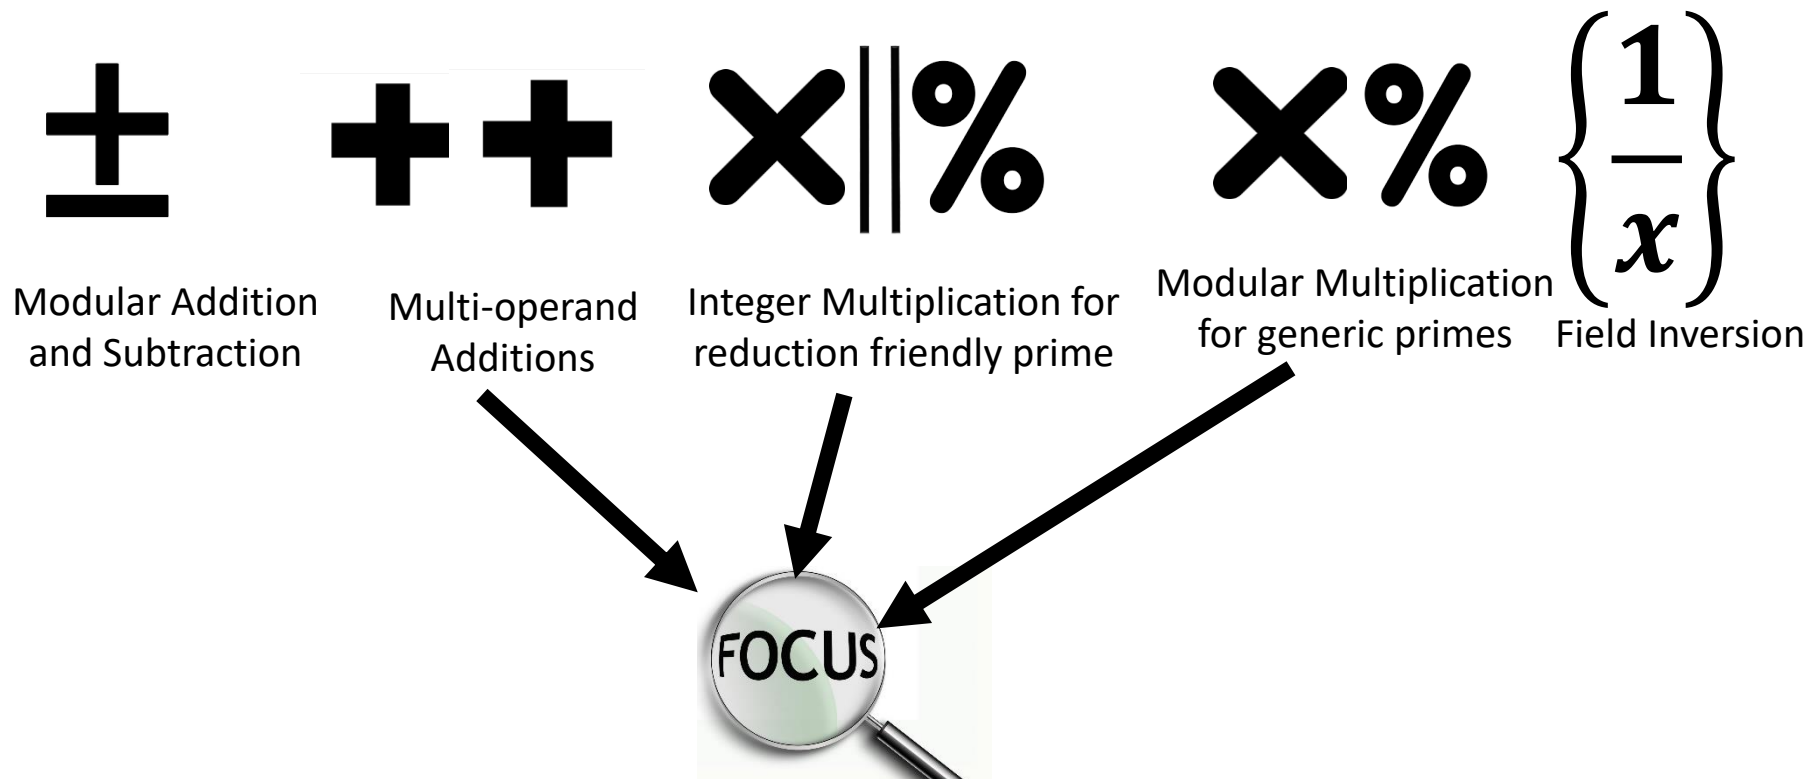 ±
++
×||%
×%
{1/x}
Modular Addition
and Subtraction
Multi-operand
Additions
Integer Multiplication for
reduction friendly prime
Modular Multiplication
for generic primes
Field Inversion
FOCUS